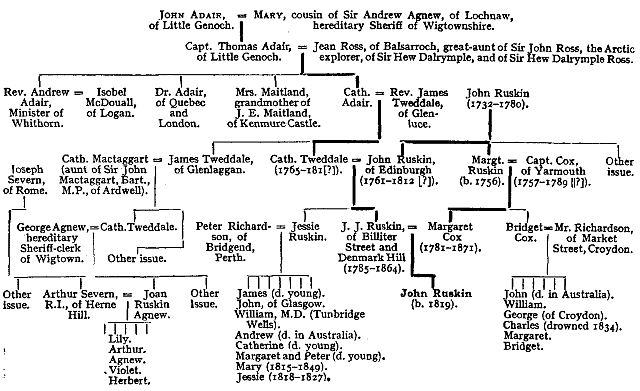 JOHN ADAIR, = MARY, cousin of Sir Andrew Agnew, of Lochnaw,
of Little Genoch. hereditary Sheriff of Wigtownshire.
Capt. Thomas Adair, = Jean Ross, of Balsarroch, great-aunt of Sir John Ross, the Arctic
of Little Genoch. explorer, of Sir Hew Dalrymple, and of Sir Hew Dalrymple Ross.
Rev. Andrew = Isobel
Adair, McDouall,
Minister of of Logan.
Whithorn.
Dr. Adair,
of Quebec
and
London.
Mrs. Maitland,
grandmother of
J. E. Maitland,
of Kenmure Castle.
Cath. = Rev. James
Adair. Tweddale,
of Glen-
luce.
John Ruskin
(1732-1780).
Joseph
Severn,
of Rome.
Cath. Mactaggart = James Tweddale,
(aunt of Sir John of Glenlaggan.
Mactaggart, Bart.,
M.P., of Ardwell).
Cath. Tweddale = John Ruskin,
(1765-181[?]). of Edinburgh
(1761-1812 [?]).
Margt. = Capt. Cox,
Ruskin of Yarmouth
(b. 1756). (1757-1789 [?]).
Other
issue.
George Agnew, = Cath. Tweddale.
hereditary
Sheriff-clerk
of Wigtown.
Other issue.
Peter Richard- = Jessie
son, of Ruskin.
Bridgend,
Perth.
J. J. Ruskin, = Margaret
of Billiter Cox
Street and (1781-1871).
Denmark Hill
(1785-1864).
Bridget = Mr. Richardson,
Cox. of Market
Street, Croydon.
Other
issue.
Arthur Severn, = Joan
R.I., of Herne Ruskin
Hill. Agnew.
Other
issue.
Lily.
Arthur.
Agnew.
Violet.
Herbert.
James (d. young).
John, of Glasgow.
William, M.D. (Tunbridge
Wells).
Andrew (d. in Australia).
Catherine (d. young).
Margaret and Peter (d. young).
Mary (1815-1849).
Jessie (1818-1827).
John Ruskin
(b. 1819).
John (d. in Australia).
William.
George (of Croydon).
Charles (drowned 1834).
Margaret.
Bridget.